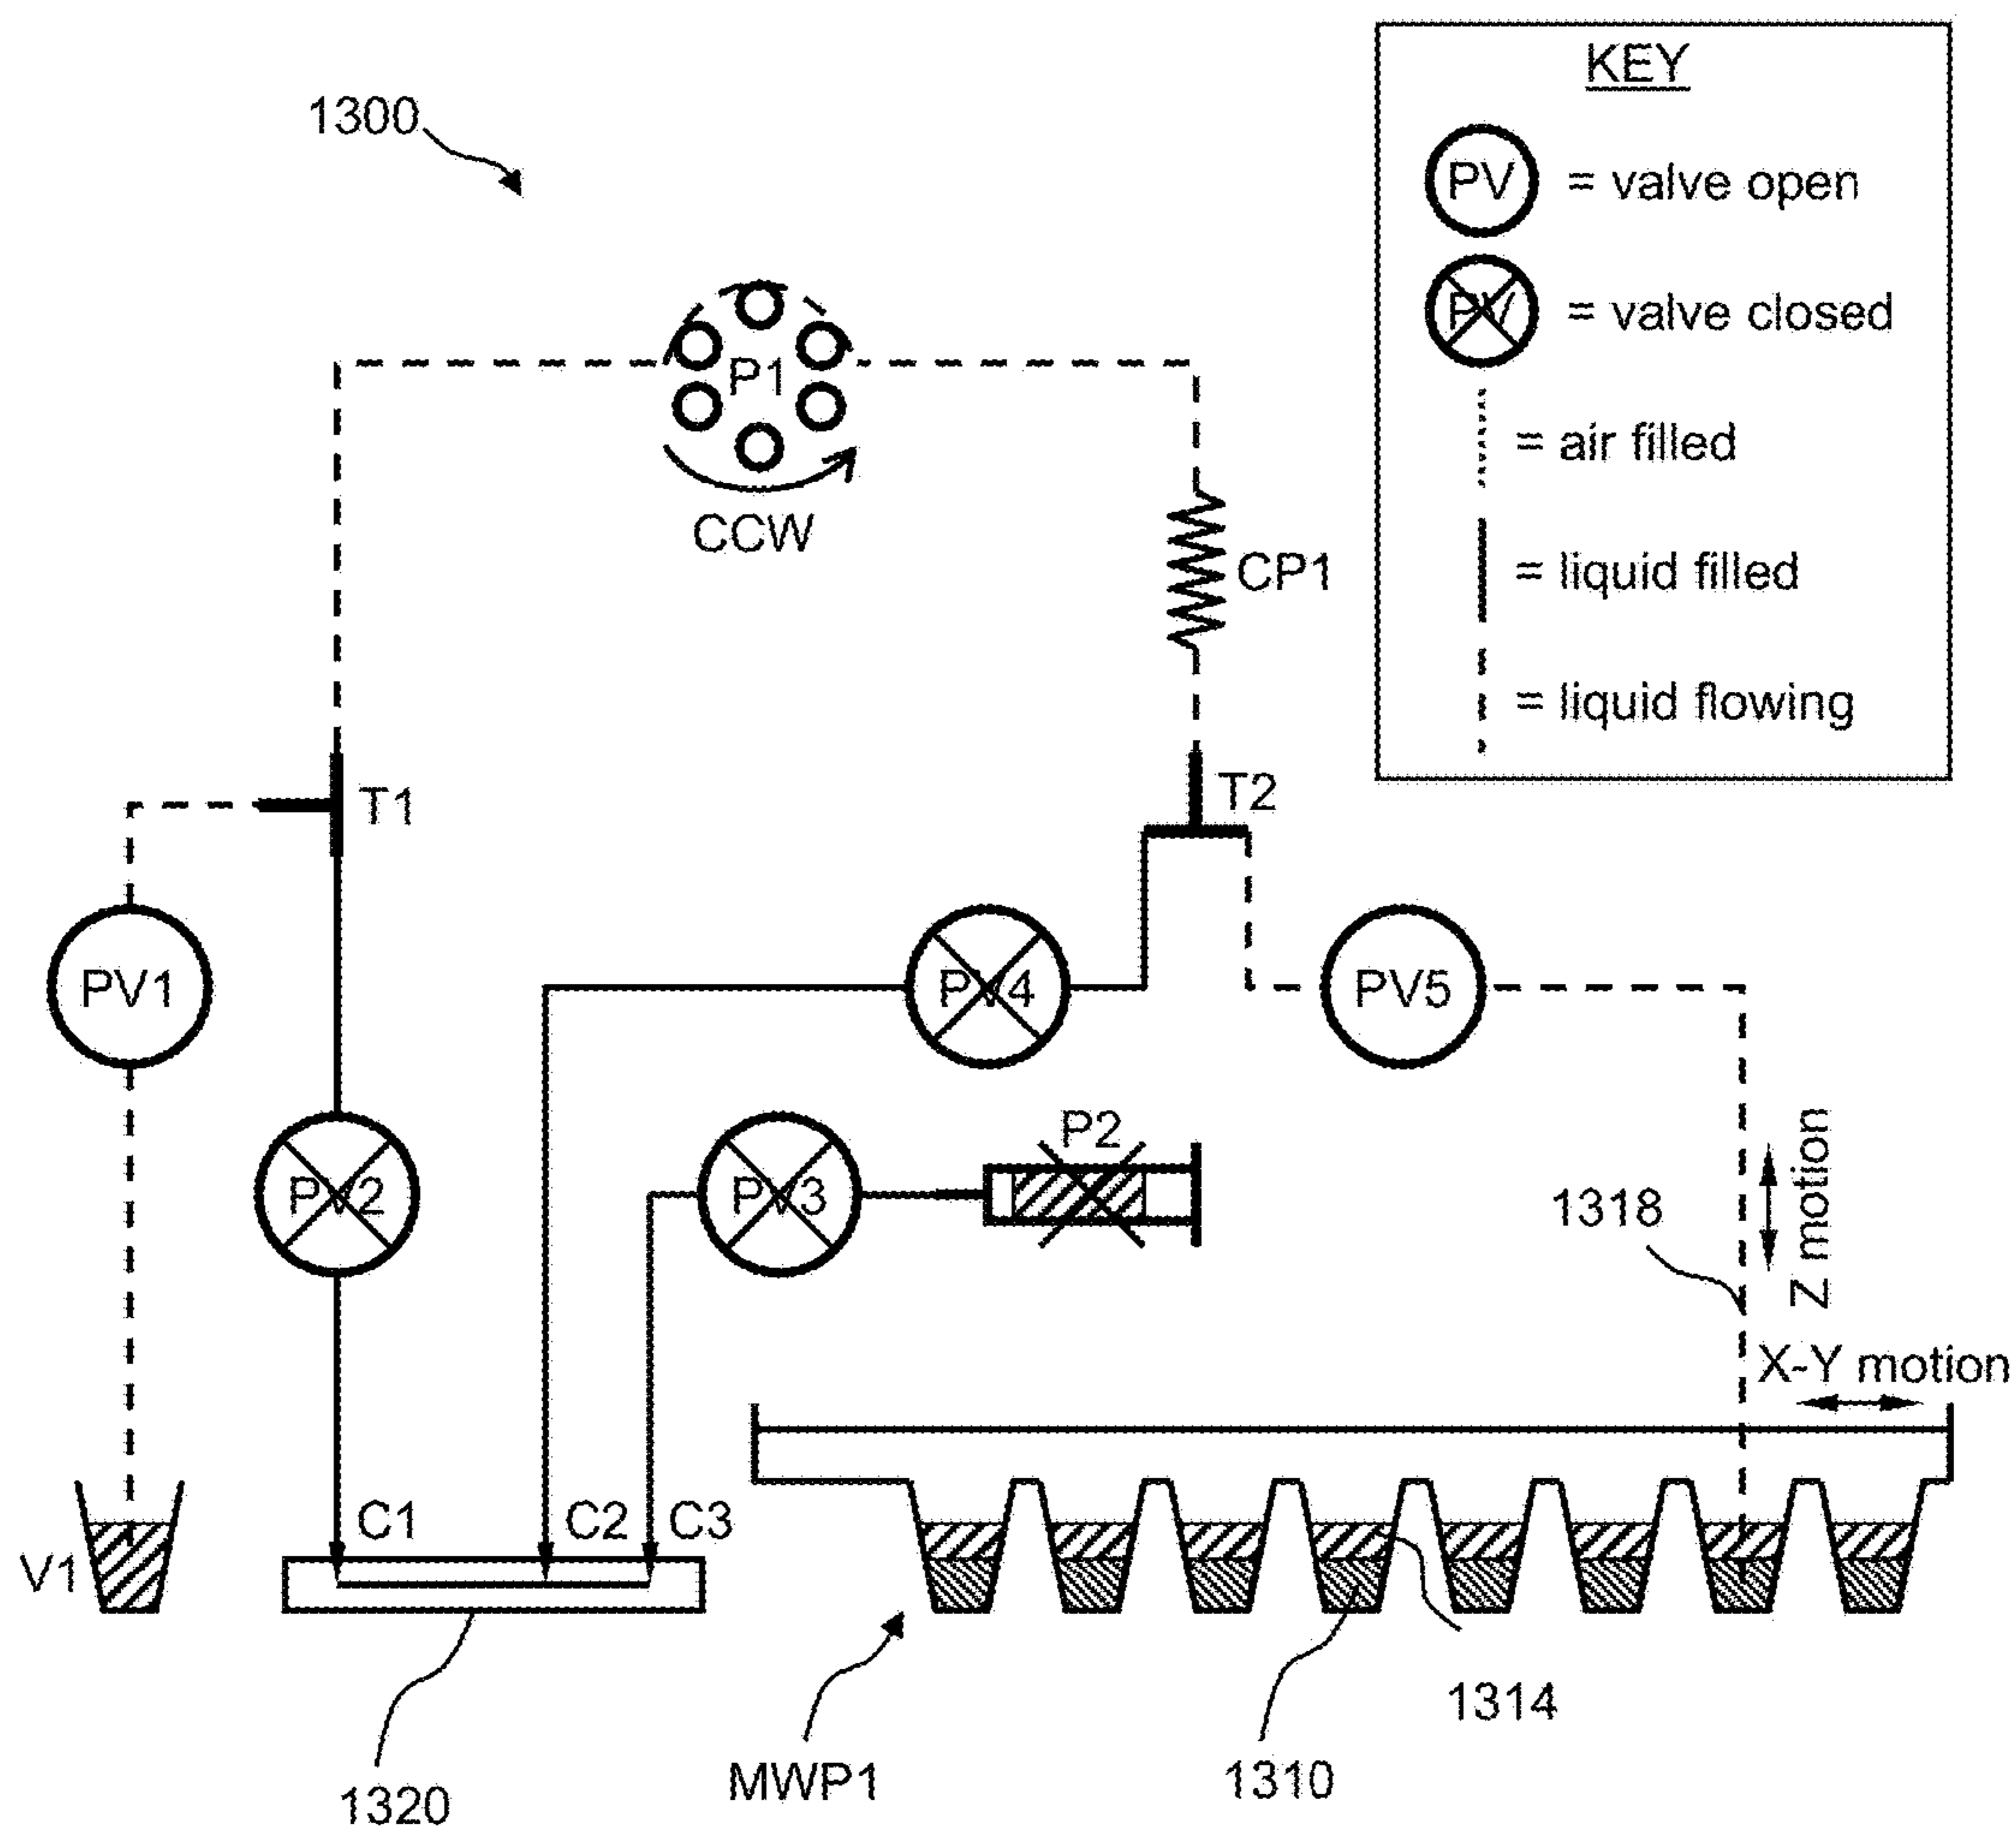 KEY
PV = valve open
PV = valve closed
= air filled
= liquid filled
= liquid flowing
1300
P1
CCW
CP1
T1
T2
PV1
PV4
PV5
PV2
PV3
P2
1318
Z motion
X-Y motion
V1
C1
C2
C3
1320
MWP1
1310
1314